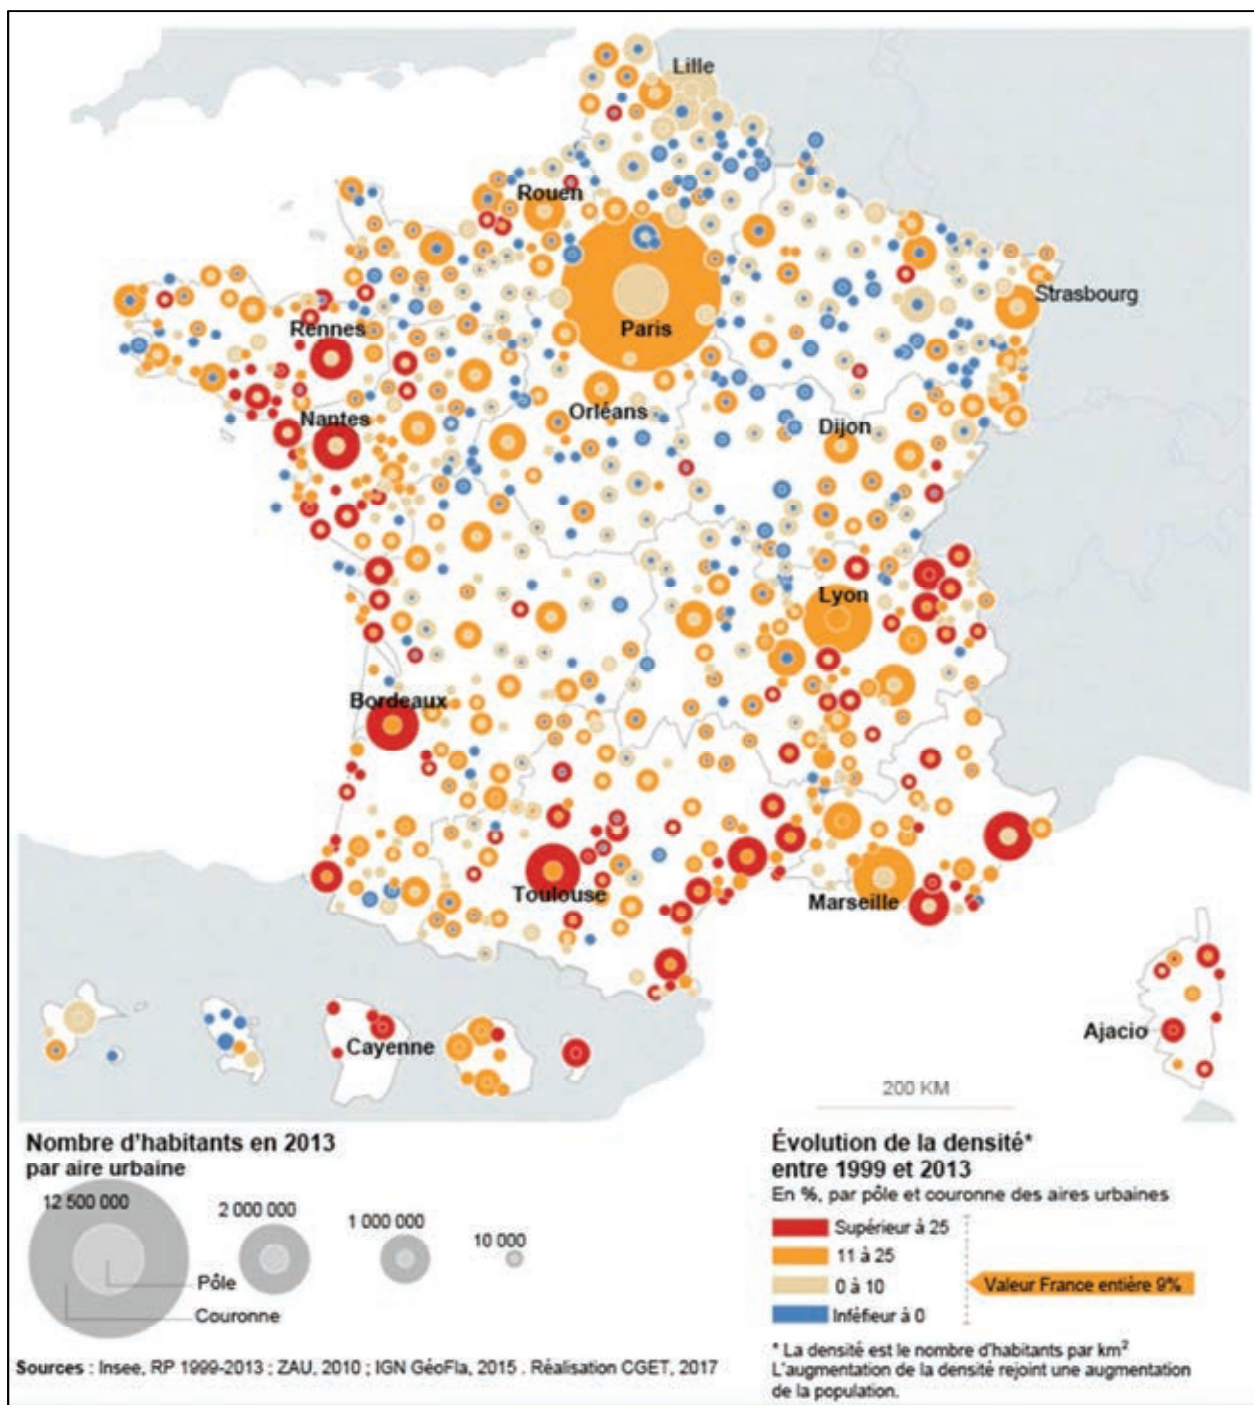 Lille
Rouen
Paris
Strasbourg
Rennes
Orléans
Nantes
Dijon
Lyon
Bordeaux
Toulouse
Marseille
Cayenne
Ajacio
200 KM
Nombre d'habitants en 2013
par aire urbaine
12 500 000
2 000 000
1 000 000
10 000
Pôle
Couronne
Évolution de la densité*
entre 1999 et 2013
En %, par pôle et couronne des aires urbaines
Supérieur à 25
11 à 25
0 à 10
Inféfieur à 0
Valeur France entière 9%
* La densité est le nombre d'habitants par km²
L'augmentation de la densité rejoint une augmentation
de la population.
Sources : Insee, RP 1999-2013 ; ZAU, 2010 ; IGN GéoFla, 2015 . Réalisation CGET, 2017